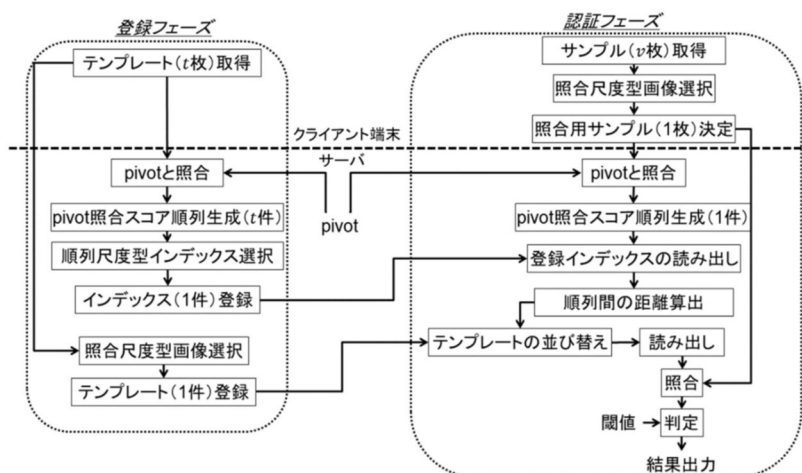 登録フェーズ
テンプレート(t枚)取得
クライアント端末
サーバ
pivotと照合
pivot
pivot照合スコア順列生成(t件)
順列尺度型インデックス選択
インデックス(1件)登録
照合尺度型画像選択
テンプレート(1件)登録
認証フェーズ
サンプル(v枚)取得
照合尺度型画像選択
照合用サンプル(1枚)決定
pivotと照合
pivot照合スコア順列生成(1件)
登録インデックスの読み出し
順列間の距離算出
テンプレートの並び替え
読み出し
照合
閾値
判定
結果出力